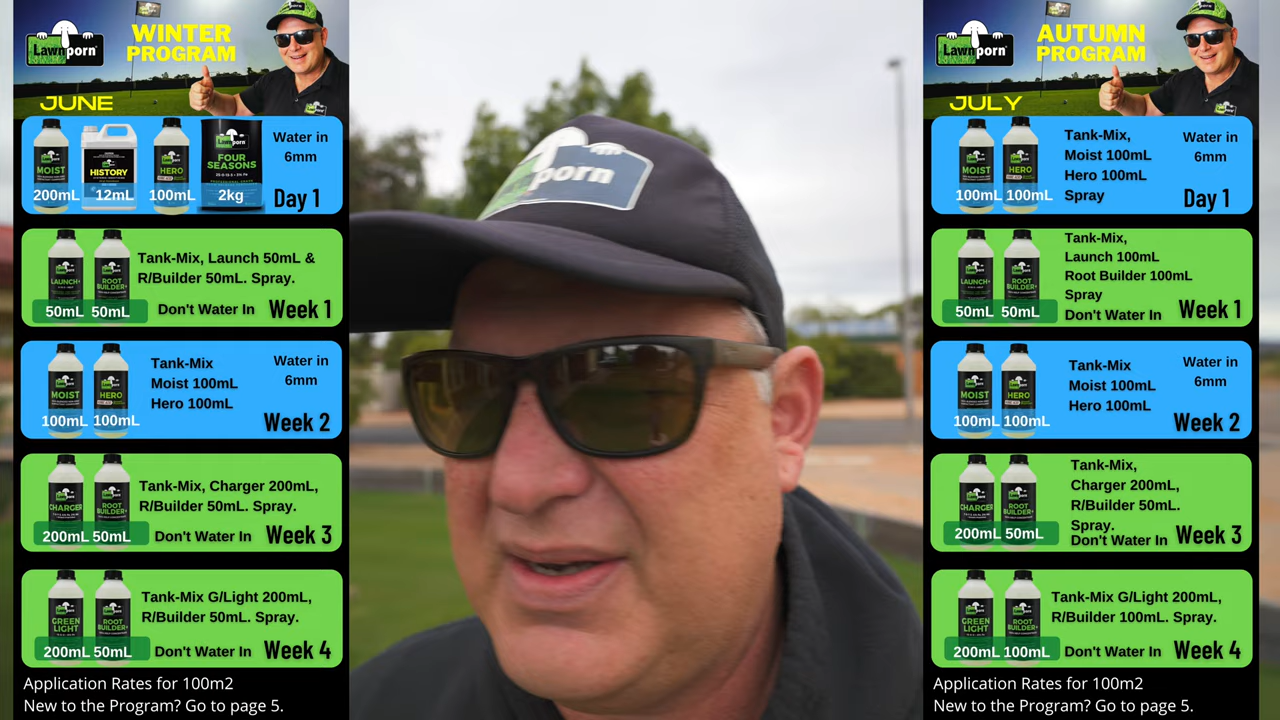 Lawnporn
WINTER
PROGRAM
JUNE
MOIST
HISTORY
HERO
FOUR
SEASONS
200mL
12mL
100mL
2kg
Water in
6mm
Day 1
LAUNCH+
ROOT
BUILDER+
50mL
50mL
Tank-Mix, Launch 50mL &
R/Builder 50mL. Spray.
Don't Water In
Week 1
MOIST
HERO
100mL
100mL
Tank-Mix
Moist 100mL
Hero 100mL
Water in
6mm
Week 2
CHARGER
ROOT
BUILDER+
200mL
50mL
Tank-Mix, Charger 200mL,
R/Builder 50mL. Spray.
Don't Water In
Week 3
GREEN
LIGHT
ROOT
BUILDER+
200mL
50mL
Tank-Mix G/Light 200mL,
R/Builder 50mL. Spray.
Don't Water In
Week 4
Application Rates for 100m2
New to the Program? Go to page 5.
porn
Lawnporn
AUTUMN
PROGRAM
JULY
MOIST
HERO
100mL
100mL
Tank-Mix,
Moist 100mL
Hero 100mL
Spray
Water in
6mm
Day 1
LAUNCH+
ROOT
BUILDER+
50mL
50mL
Tank-Mix,
Launch 100mL
Root Builder 100mL
Spray
Don't Water In
Week 1
MOIST
HERO
100mL
100mL
Tank-Mix
Moist 100mL
Hero 100mL
Water in
6mm
Week 2
CHARGER
ROOT
BUILDER+
200mL
50mL
Tank-Mix,
Charger 200mL,
R/Builder 50mL.
Spray.
Don't Water In
Week 3
GREEN
LIGHT
ROOT
BUILDER+
200mL
100mL
Tank-Mix G/Light 200mL,
R/Builder 100mL. Spray.
Don't Water In
Week 4
Application Rates for 100m2
New to the Program? Go to page 5.